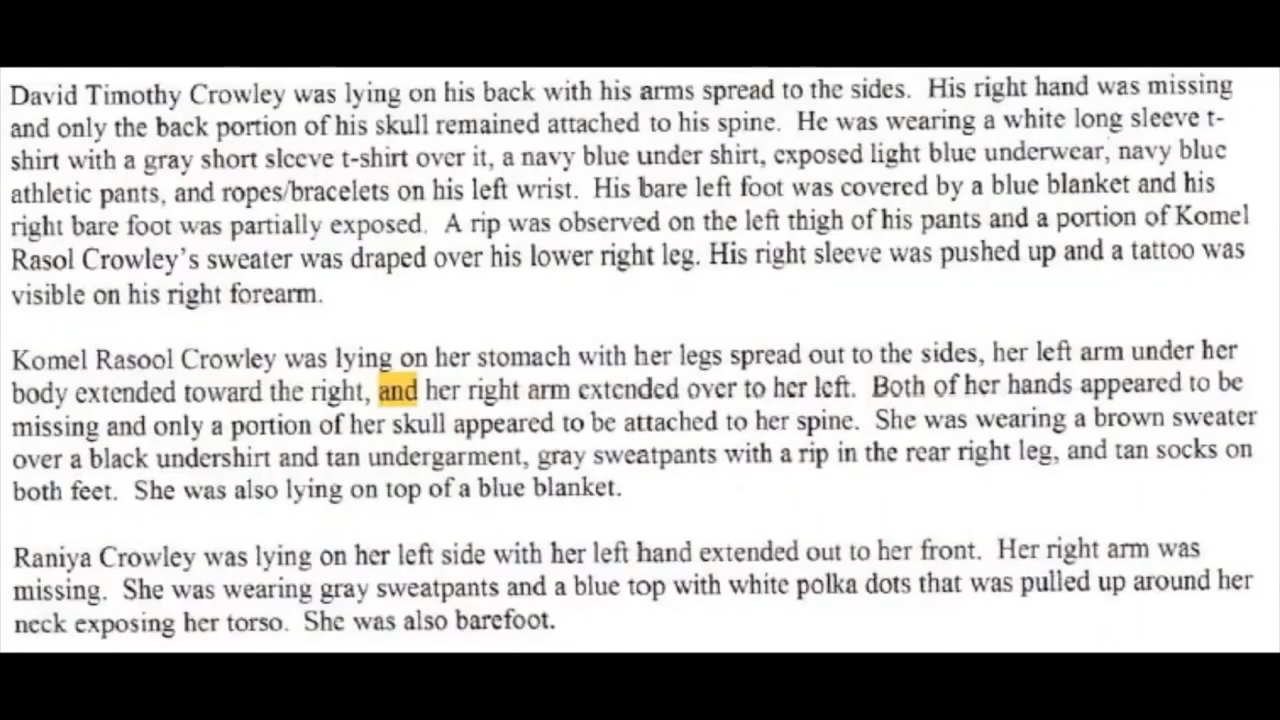 David Timothy Crowley was lying on his back with his arms spread to the sides.  His right hand was missing
and only the back portion of his skull remained attached to his spine.  He was wearing a white long sleeve t-
shirt with a gray short sleeve t-shirt over it, a navy blue under shirt, exposed light blue underwear, navy blue
athletic pants, and ropes/bracelets on his left wrist.  His bare left foot was covered by a blue blanket and his
right bare foot was partially exposed.  A rip was observed on the left thigh of his pants and a portion of Komel
Rasol Crowley's sweater was draped over his lower right leg. His right sleeve was pushed up and a tattoo was
visible on his right forearm.

Komel Rasool Crowley was lying on her stomach with her legs spread out to the sides, her left arm under her
body extended toward the right, and her right arm extended over to her left.  Both of her hands appeared to be
missing and only a portion of her skull appeared to be attached to her spine.  She was wearing a brown sweater
over a black undershirt and tan undergarment, gray sweatpants with a rip in the rear right leg, and tan socks on
both feet.  She was also lying on top of a blue blanket.

Raniya Crowley was lying on her left side with her left hand extended out to her front.  Her right arm was
missing.  She was wearing gray sweatpants and a blue top with white polka dots that was pulled up around her
neck exposing her torso.  She was also barefoot.